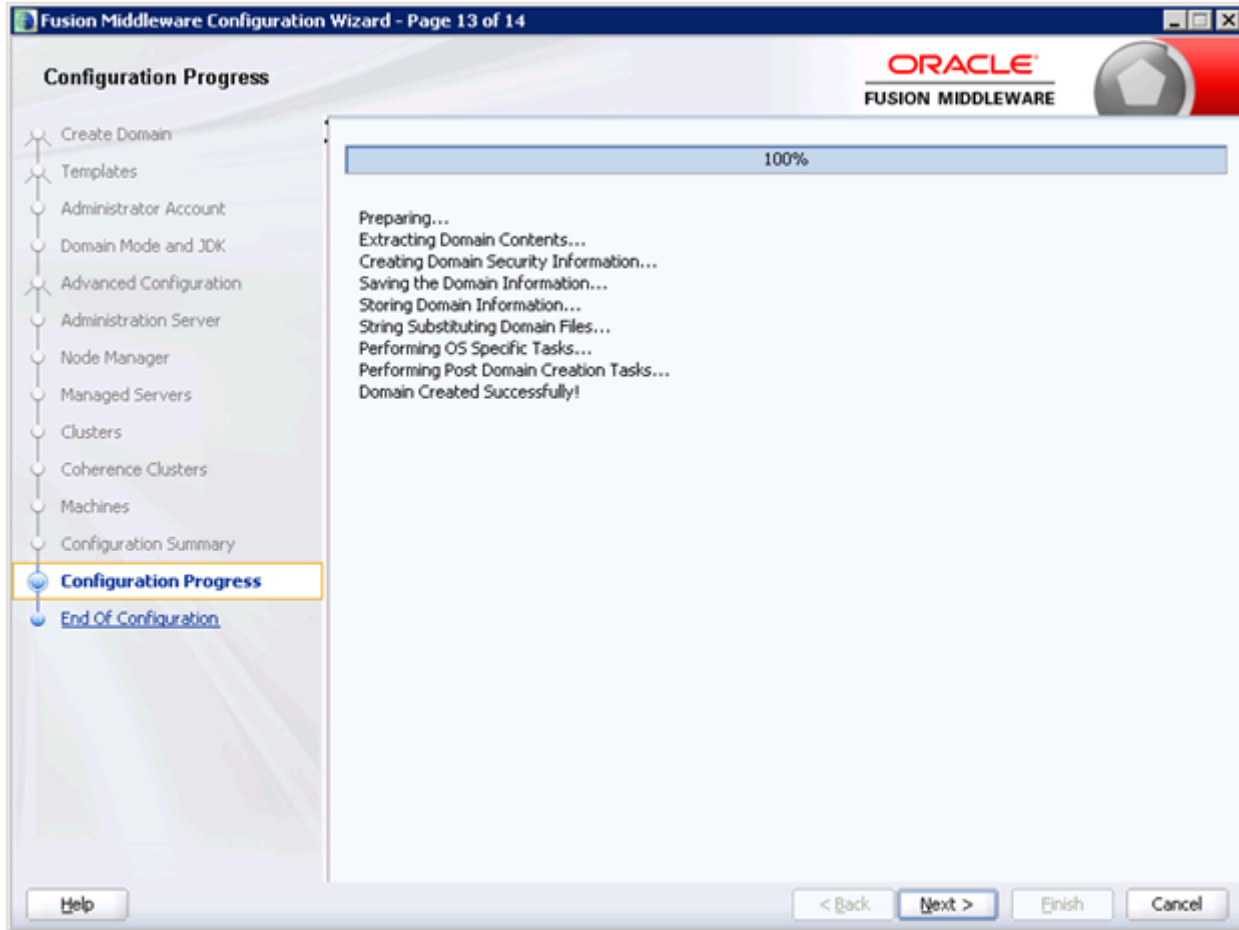 Fusion Middleware Configuration Wizard - Page 13 of 14
Configuration Progress
ORACLE
FUSION MIDDLEWARE
Create Domain
Templates
Administrator Account
Domain Mode and JDK
Advanced Configuration
Administration Server
Node Manager
Managed Servers
Clusters
Coherence Clusters
Machines
Configuration Summary
Configuration Progress
End Of Configuration
100%
Preparing...
Extracting Domain Contents...
Creating Domain Security Information...
Saving the Domain Information...
Storing Domain Information...
String Substituting Domain Files...
Performing OS Specific Tasks...
Performing Post Domain Creation Tasks...
Domain Created Successfully!
Help
< Back
Next >
Finish
Cancel